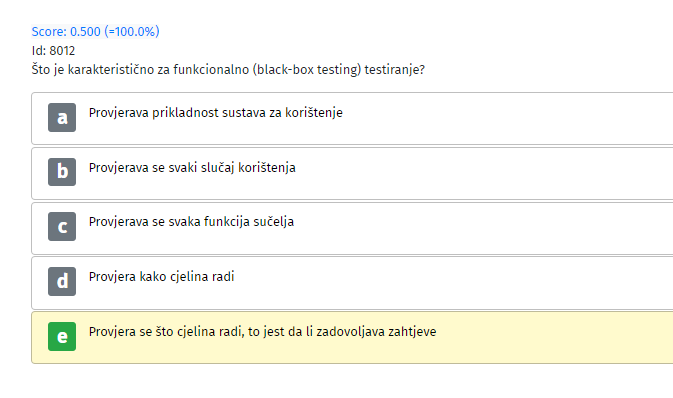 Score: 0.500 (=100.0%)
Id: 8012
Što je karakteristično za funkcionalno (black-box testing) testiranje?
a Provjerava prikladnost sustava za korištenje
b Provjerava se svaki slučaj korištenja
c Provjerava se svaka funkcija sučelja
d Provjera kako cjelina radi
e Provjera se što cjelina radi, to jest da li zadovoljava zahtjeve